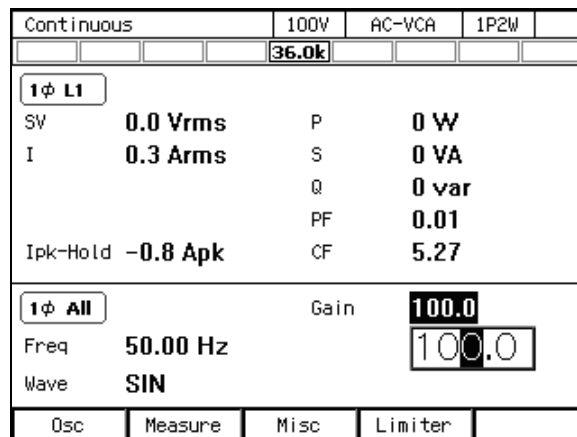 Continuous 100V AC-VCA 1P2W
36.0k
1ϕ L1
SV 0.0 Vrms P 0 W
I 0.3 Arms S 0 VA
Q 0 var
PF 0.01
Ipk-Hold -0.8 Apk CF 5.27
1ϕ All Gain 100.0
Freq 50.00 Hz 100.0
Wave SIN
Osc Measure Misc Limiter